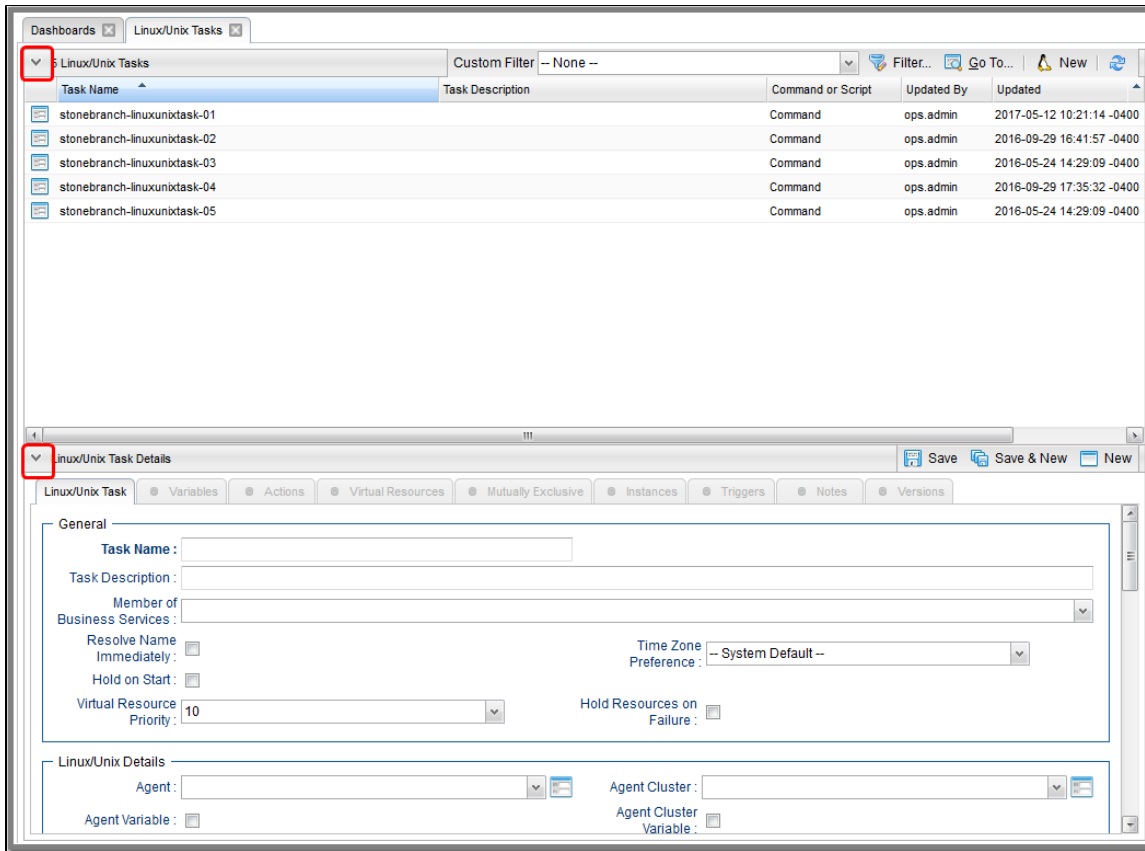 Dashboards Linux/Unix Tasks
5 Linux/Unix Tasks Custom Filter -- None -- Filter... Go To... New
Task Name Task Description Command or Script Updated By Updated
stonebranch-linuxunixtask-01 Command ops.admin 2017-05-12 10:21:14 -0400
stonebranch-linuxunixtask-02 Command ops.admin 2016-09-29 16:41:57 -0400
stonebranch-linuxunixtask-03 Command ops.admin 2016-05-24 14:29:09 -0400
stonebranch-linuxunixtask-04 Command ops.admin 2016-09-29 17:35:32 -0400
stonebranch-linuxunixtask-05 Command ops.admin 2016-05-24 14:29:09 -0400
Linux/Unix Task Details Save Save & New New
Linux/Unix Task Variables Actions Virtual Resources Mutually Exclusive Instances Triggers Notes Versions
General
Task Name :
Task Description :
Member of
Business Services :
Resolve Name
Immediately :
Time Zone
Preference : -- System Default --
Hold on Start :
Virtual Resource
Priority : 10
Hold Resources on
Failure :
Linux/Unix Details
Agent : Agent Cluster :
Agent Variable :
Agent Cluster
Variable :